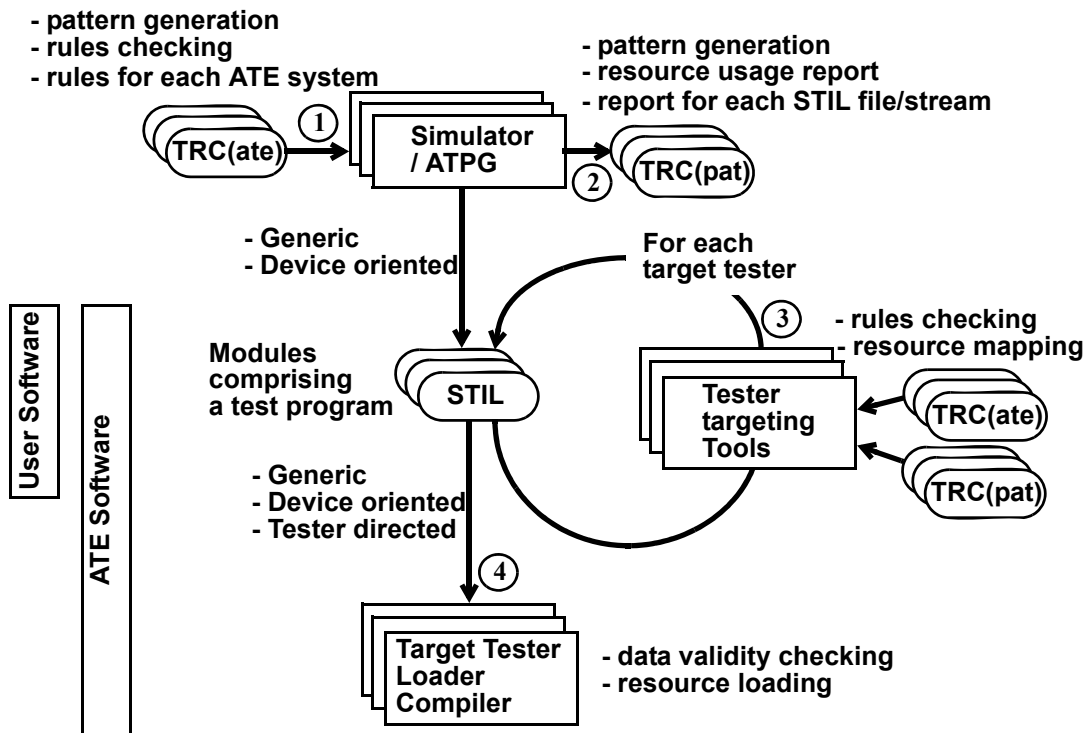 - pattern generation
- rules checking
- rules for each ATE system
- pattern generation
- resource usage report
- report for each STIL file/stream
TRC(ate)
1
Simulator
/ ATPG
2
TRC(pat)
- Generic
- Device oriented
For each
target tester
3
- rules checking
- resource mapping
User Software
ATE Software
Modules
comprising
a test program
STIL
Tester
targeting
Tools
TRC(ate)
TRC(pat)
- Generic
- Device oriented
- Tester directed
4
Target Tester
Loader
Compiler
- data validity checking
- resource loading